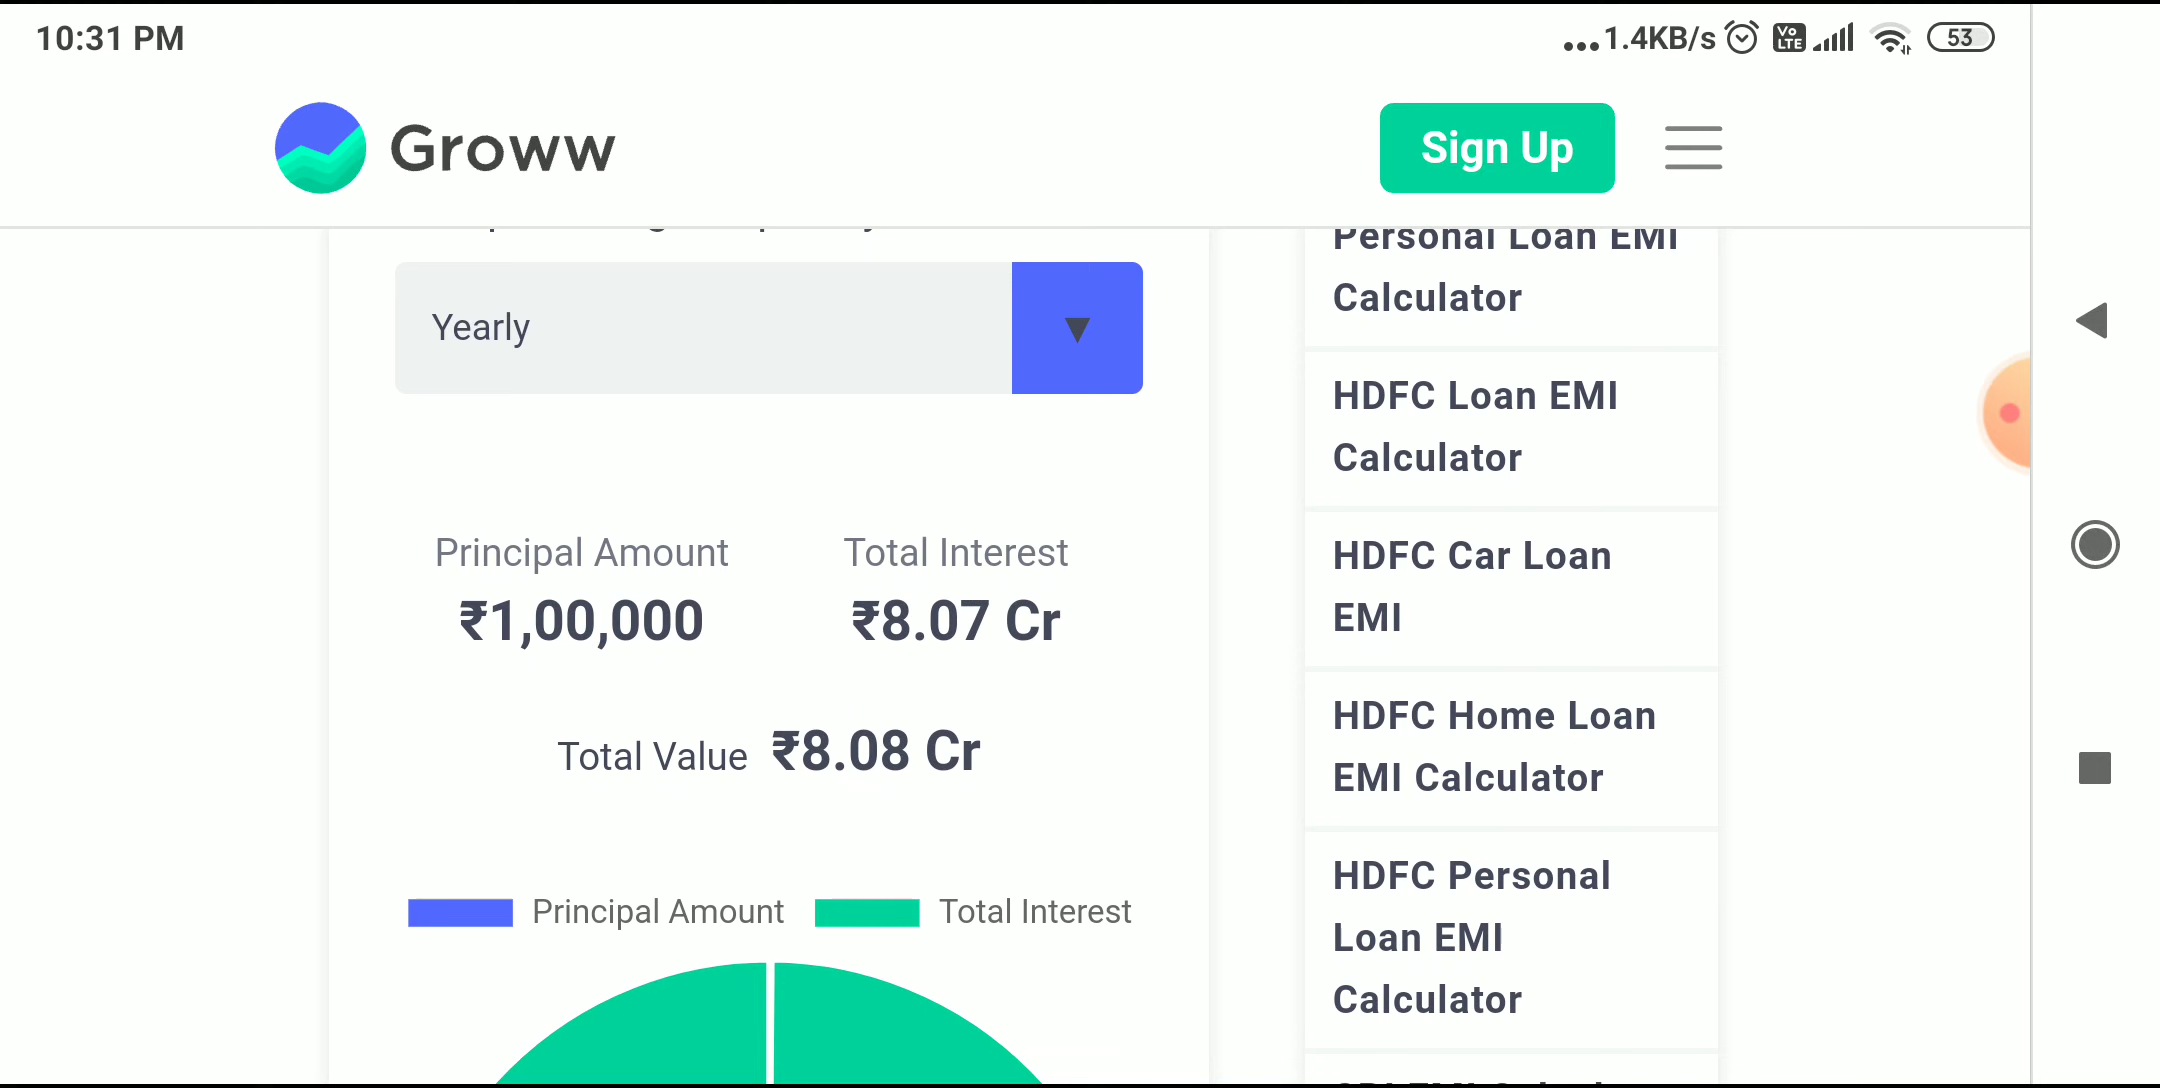 10:31 PM
...1.4KB/s
Vo
LTE
53
Groww
Sign Up
Yearly
▼
Principal Amount
₹1,00,000
Total Interest
₹8.07 Cr
Total Value ₹8.08 Cr
Principal Amount
Total Interest
Personal Loan EMI
Calculator
HDFC Loan EMI
Calculator
HDFC Car Loan
EMI
HDFC Home Loan
EMI Calculator
HDFC Personal
Loan EMI
Calculator